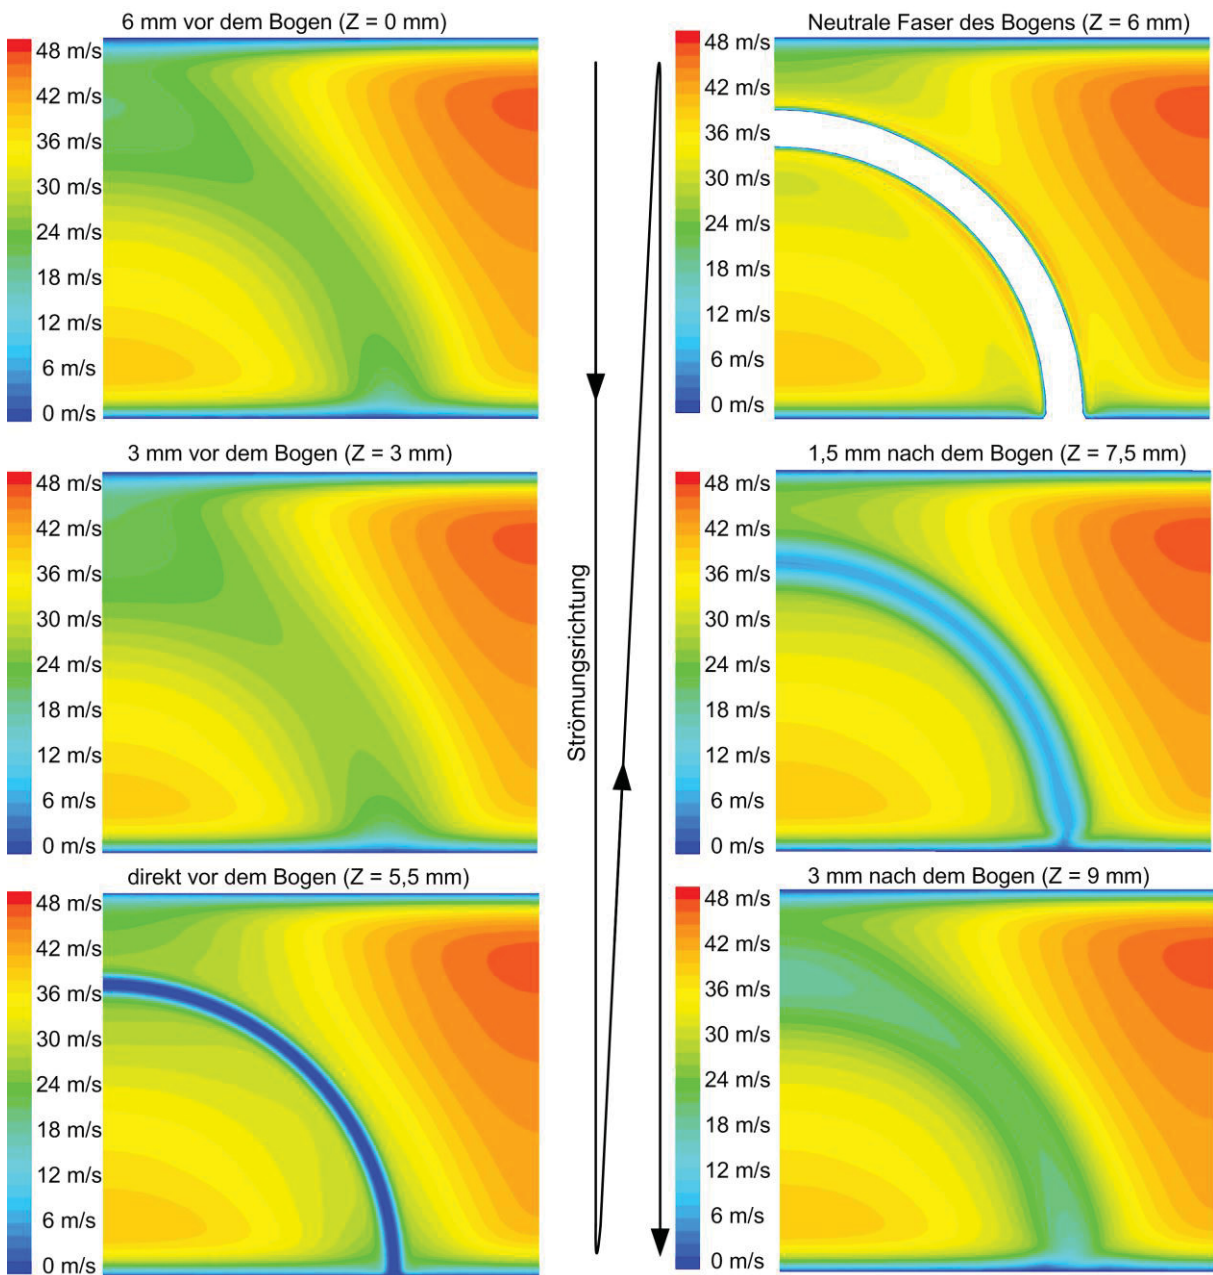 6 mm vor dem Bogen (Z = 0 mm)
48 m/s
42 m/s
36 m/s
30 m/s
24 m/s
18 m/s
12 m/s
6 m/s
0 m/s
3 mm vor dem Bogen (Z = 3 mm)
48 m/s
42 m/s
36 m/s
30 m/s
24 m/s
18 m/s
12 m/s
6 m/s
0 m/s
direkt vor dem Bogen (Z = 5,5 mm)
48 m/s
42 m/s
36 m/s
30 m/s
24 m/s
18 m/s
12 m/s
6 m/s
0 m/s
Strömungsrichtung
Neutrale Faser des Bogens (Z = 6 mm)
48 m/s
42 m/s
36 m/s
30 m/s
24 m/s
18 m/s
12 m/s
6 m/s
0 m/s
1,5 mm nach dem Bogen (Z = 7,5 mm)
48 m/s
42 m/s
36 m/s
30 m/s
24 m/s
18 m/s
12 m/s
6 m/s
0 m/s
3 mm nach dem Bogen (Z = 9 mm)
48 m/s
42 m/s
36 m/s
30 m/s
24 m/s
18 m/s
12 m/s
6 m/s
0 m/s